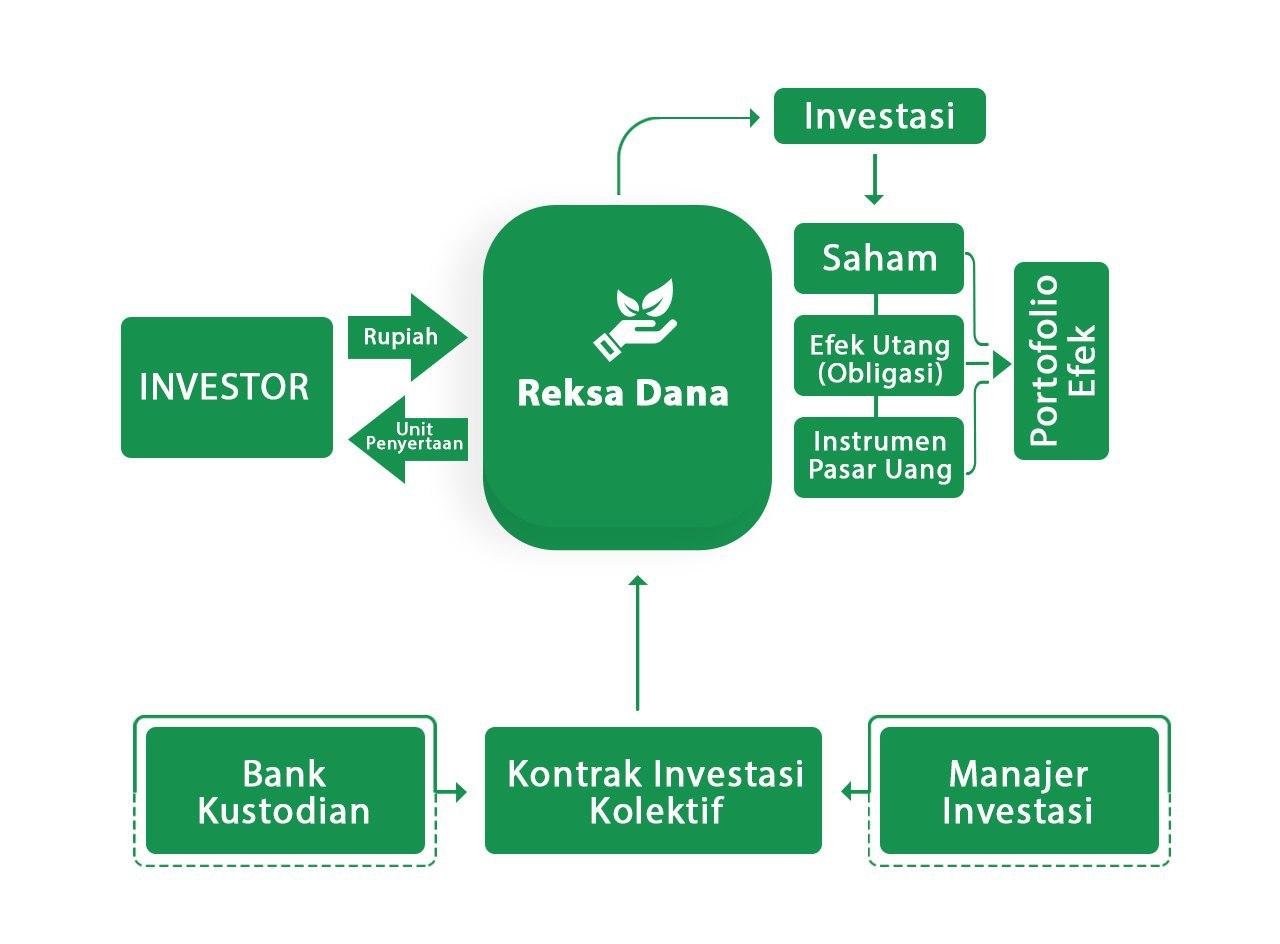 Investasi
Saham
Efek Utang
(Obligasi)
Instrumen
Pasar Uang
Portofolio
Efek
INVESTOR
Rupiah
Unit
Penyertaan
Reksa Dana
Bank
Kustodian
Kontrak Investasi
Kolektif
Manajer
Investasi